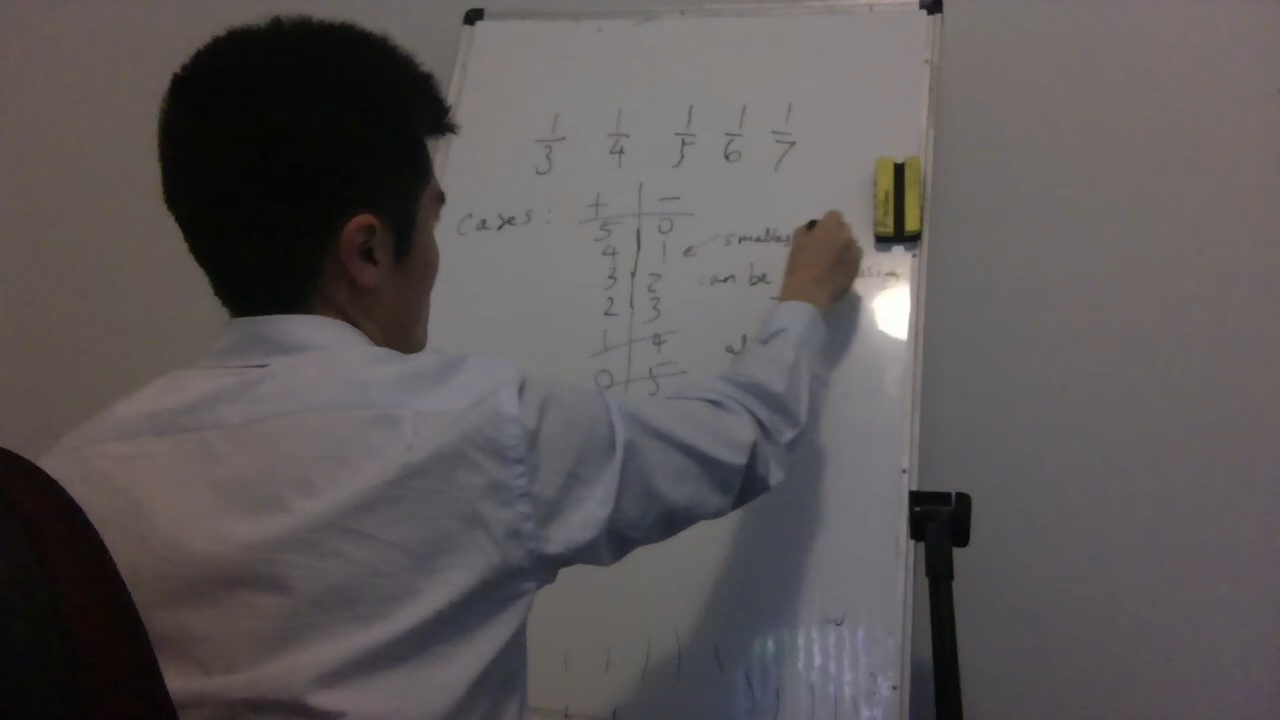 1/3 1/4 1/5 1/6 1/7
cases: + −
5 0
4 1 ← smalles
3 2 can be
2 3
1 4
0 5